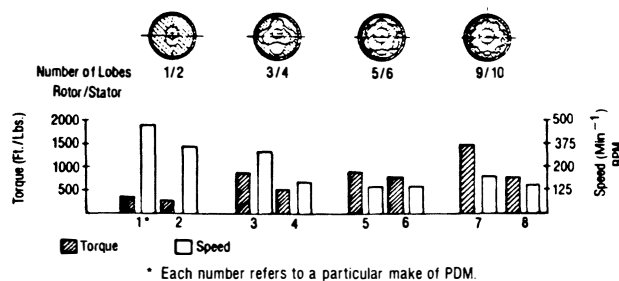 Number of Lobes 1/2 3/4 5/6 9/10
Rotor/Stator
Torque (Ft./Lbs.)
2000
1500
1000
500
500
375
200
125
Speed (Min⁻¹)
RPM
1* 2 3 4 5 6 7 8
Torque Speed
* Each number refers to a particular make of PDM.